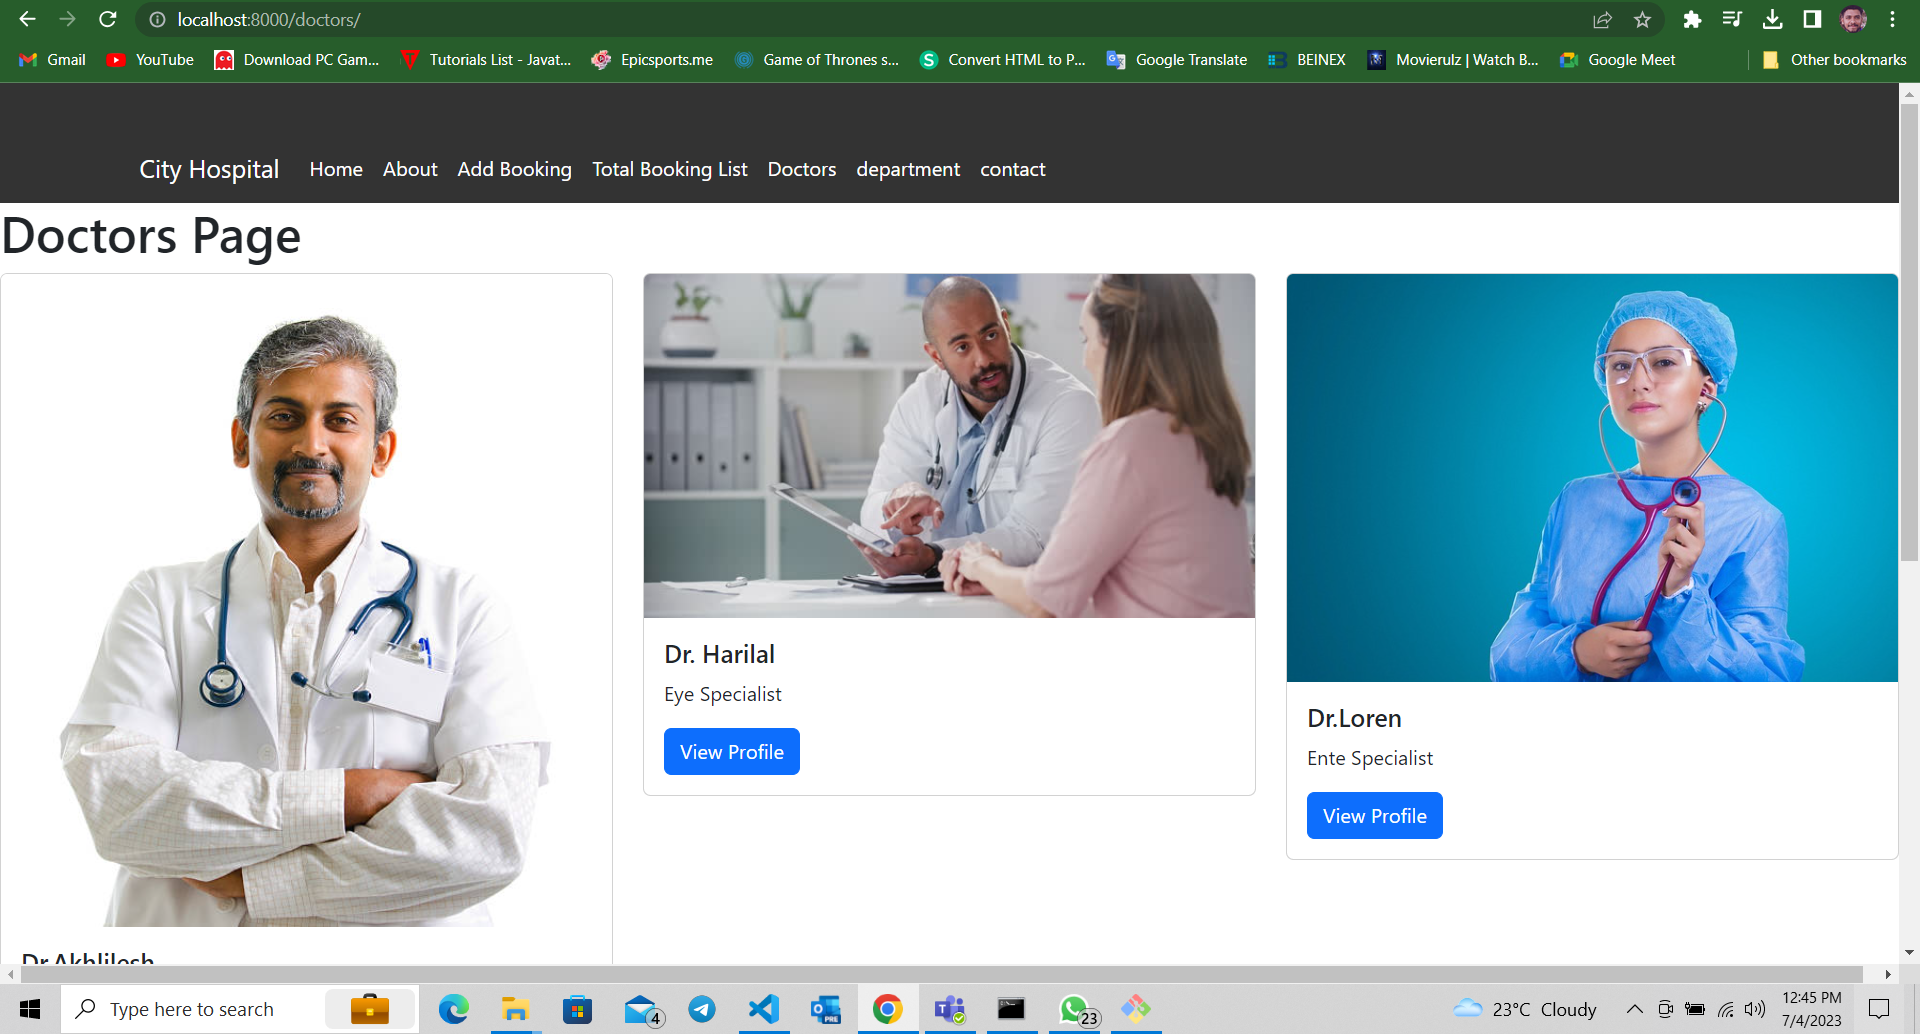 localhost:8000/doctors/
Gmail YouTube Download PC Gam... Tutorials List - Javat... Epicsports.me Game of Thrones s... Convert HTML to P... Google Translate BEINEX Movierulz | Watch B... Google Meet Other bookmarks
City Hospital Home About Add Booking Total Booking List Doctors department contact
Doctors Page
Dr. Harilal
Eye Specialist
View Profile
Dr.Loren
Ente Specialist
View Profile
Dr.Akhlilesh
Type here to search
4
PRE
23
23°C Cloudy
12:45 PM
7/4/2023